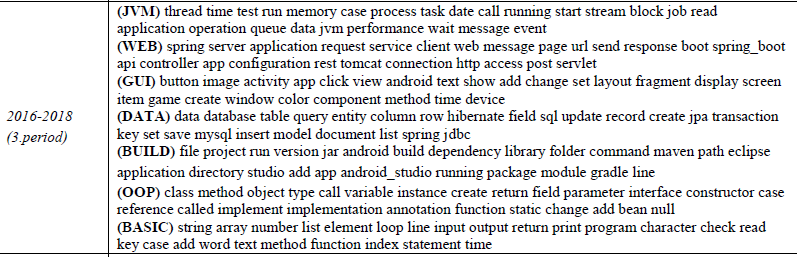 2016-2018
(3.period)
(JVM) thread time test run memory case process task date call running start stream block job read
application operation queue data jvm performance wait message event
(WEB) spring server application request service client web message page url send response boot spring_boot
api controller app configuration rest tomcat connection http access post servlet
(GUI) button image activity app click view android text show add change set layout fragment display screen
item game create window color component method time device
(DATA) data database table query entity column row hibernate field sql update record create jpa transaction
key set save mysql insert model document list spring jdbc
(BUILD) file project run version jar android build dependency library folder command maven path eclipse
application directory studio add app android_studio running package module gradle line
(OOP) class method object type call variable instance create return field parameter interface constructor case
reference called implement implementation annotation function static change add bean null
(BASIC) string array number list element loop line input output return print program character check read
key case add word text method function index statement time